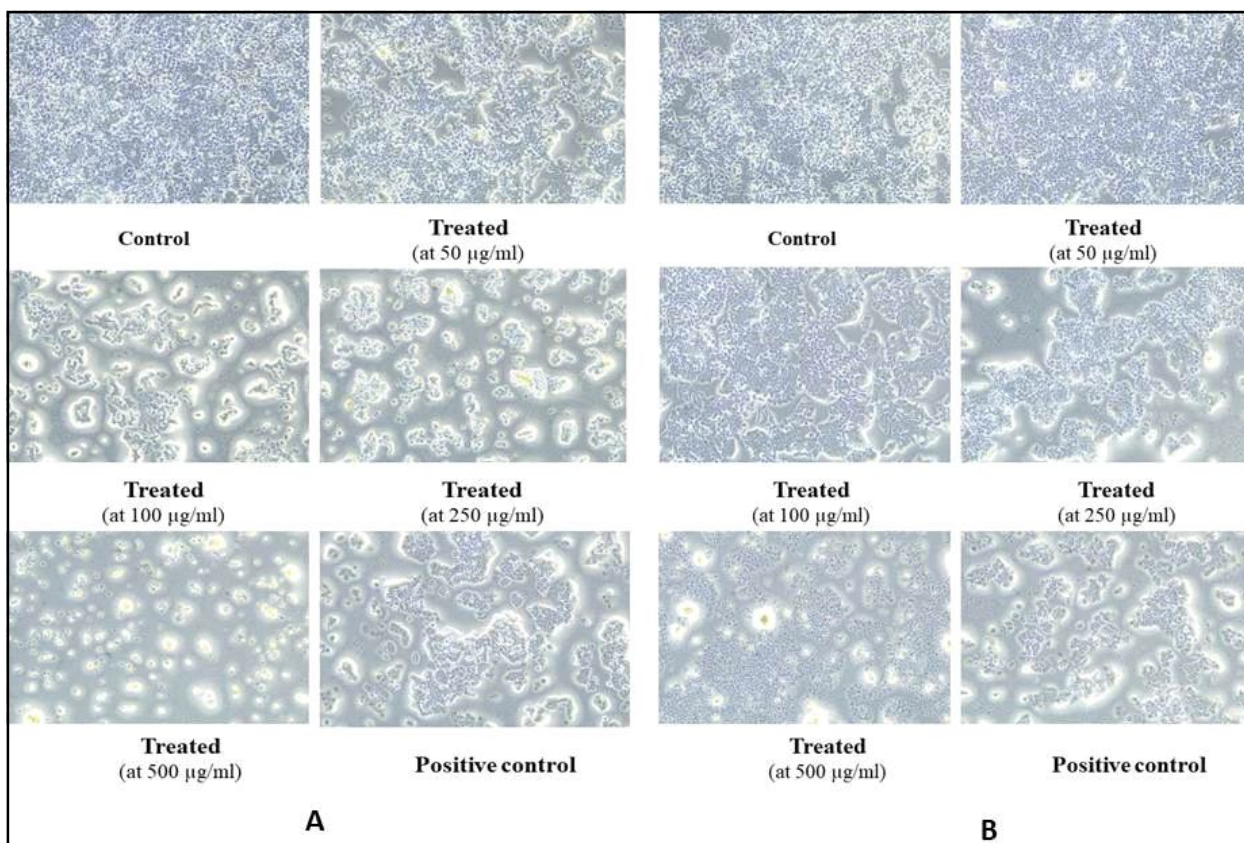 Control
Treated
(at 50 µg/ml)
Control
Treated
(at 50 µg/ml)
Treated
(at 100 µg/ml)
Treated
(at 250 µg/ml)
Treated
(at 100 µg/ml)
Treated
(at 250 µg/ml)
Treated
(at 500 µg/ml)
Positive control
Treated
(at 500 µg/ml)
Positive control
A
B